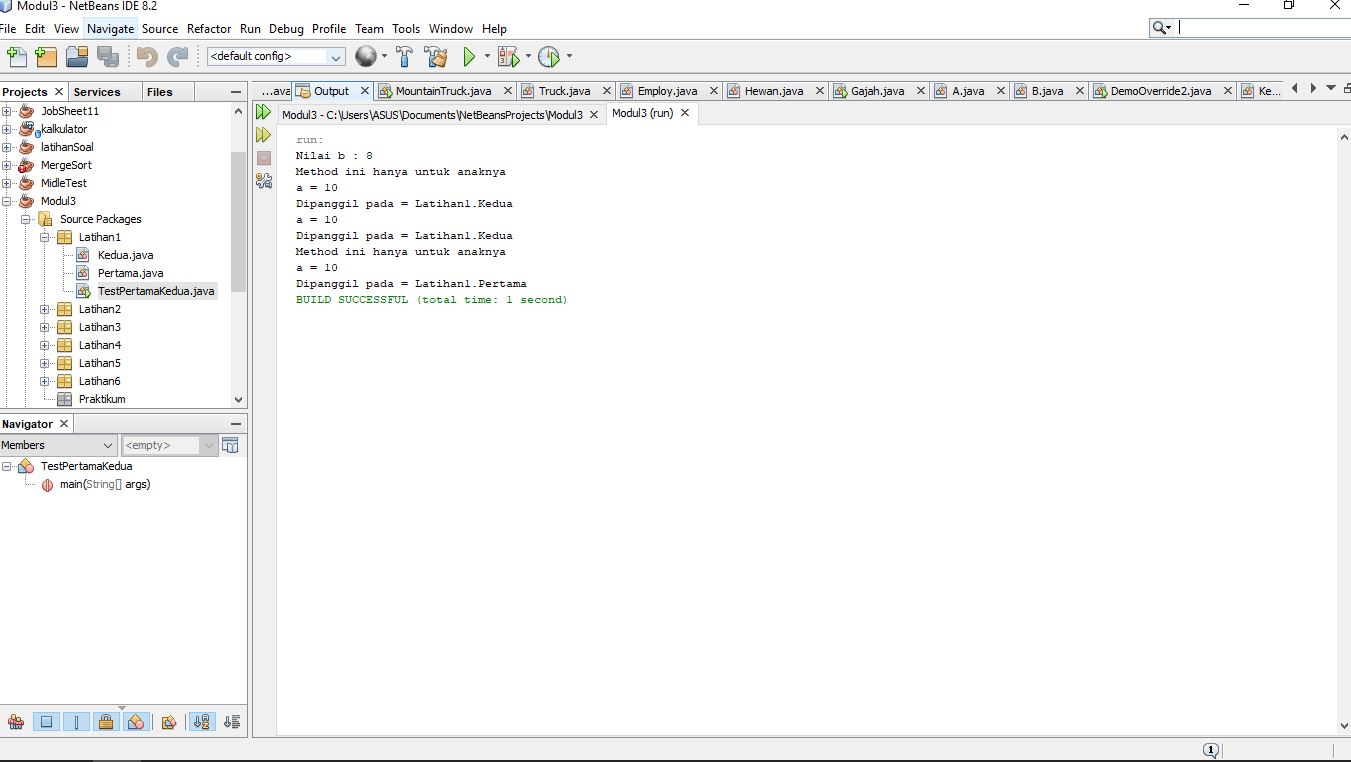 Modul3 - NetBeans IDE 8.2
File Edit View Navigate Source Refactor Run Debug Profile Team Tools Window Help
<default config>
Projects Services Files
JobSheet11
kalkulator
latihanSoal
MergeSort
MidleTest
Modul3
Source Packages
Latihan1
Kedua.java
Pertama.java
TestPertamaKedua.java
Latihan2
Latihan3
Latihan4
Latihan5
Latihan6
Praktikum
Navigator
Members <empty>
TestPertamaKedua
main(String[] args)
...ava Output MountainTruck.java Truck.java Employ.java Hewan.java Gajah.java A.java B.java DemoOverride2.java Ke...
Modul3 - C:\Users\ASUS\Documents\NetBeansProjects\Modul3 Modul3 (run)
run:
Nilai b : 8
Method ini hanya untuk anaknya
a = 10
Dipanggil pada = Latihan1.Kedua
a = 10
Dipanggil pada = Latihan1.Kedua
Method ini hanya untuk anaknya
a = 10
Dipanggil pada = Latihan1.Pertama
BUILD SUCCESSFUL (total time: 1 second)
1